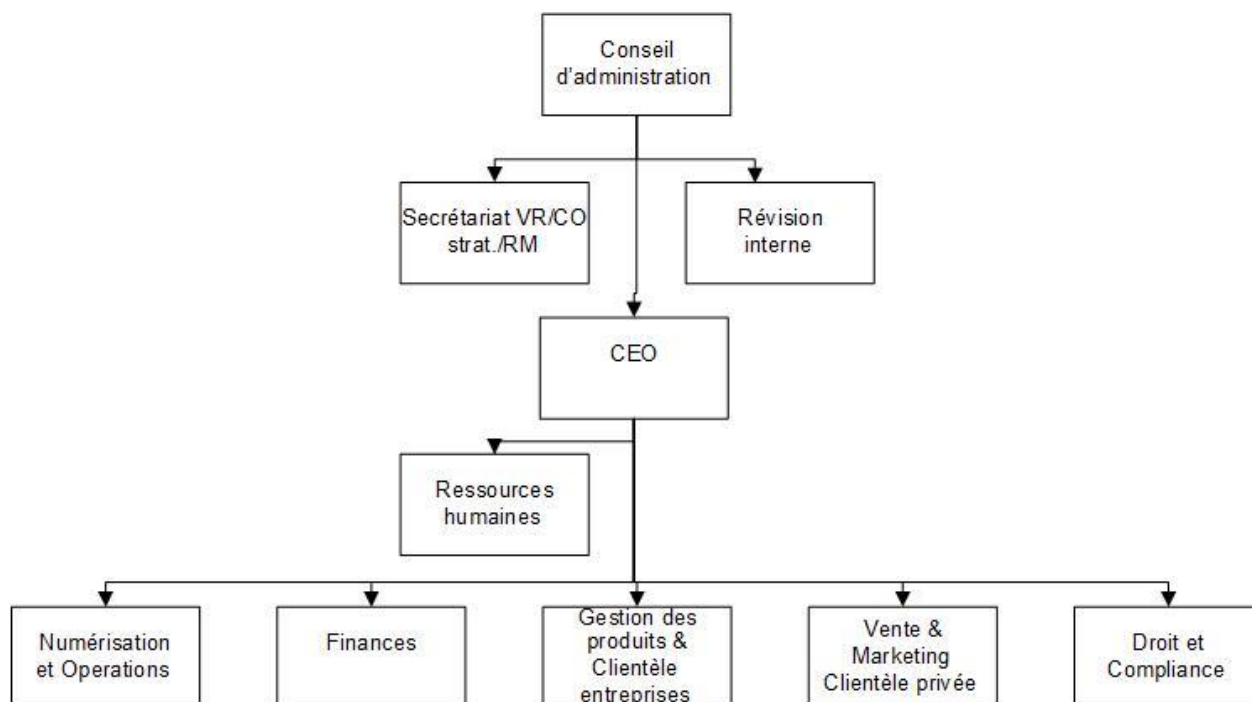 Conseil
d'administration
Secrétariat VR/CO
strat./RM
Révision
interne
CEO
Ressources
humaines
Numérisation
et Operations
Finances
Gestion des
produits &
Clientèle
entreprises
Vente &
Marketing
Clientèle privée
Droit et
Compliance